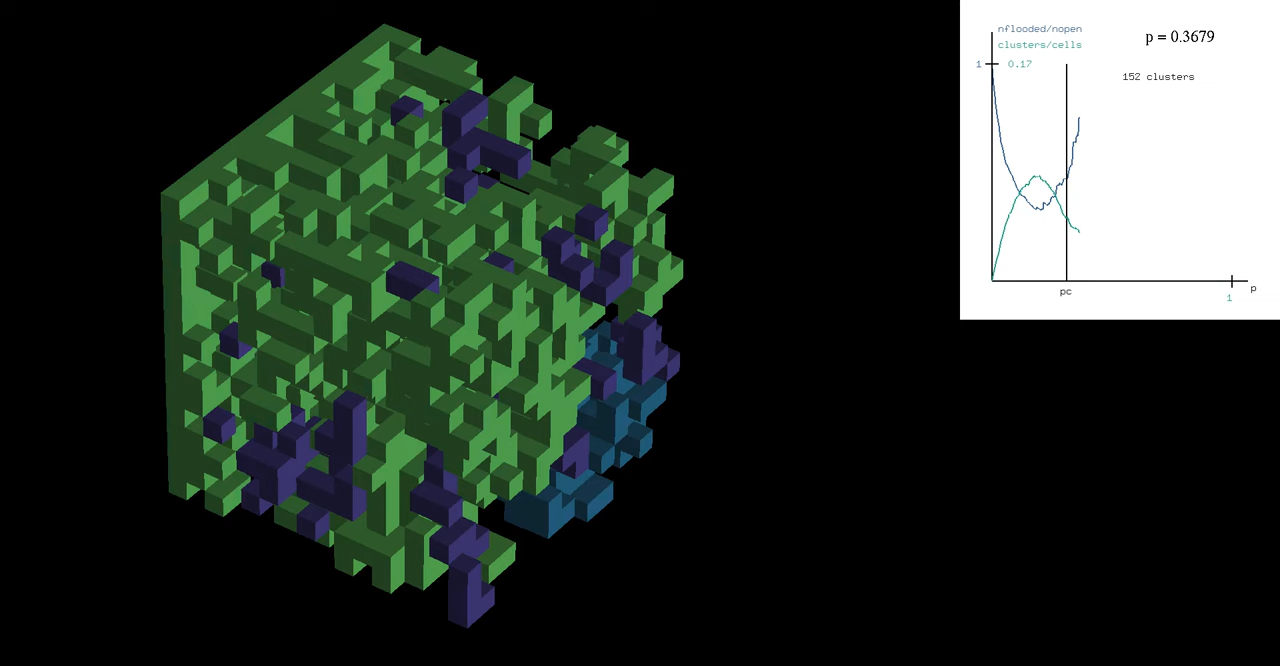 nflooded/nopen
clusters/cells
p = 0.3679
1
0.17
152 clusters
pc
1
p